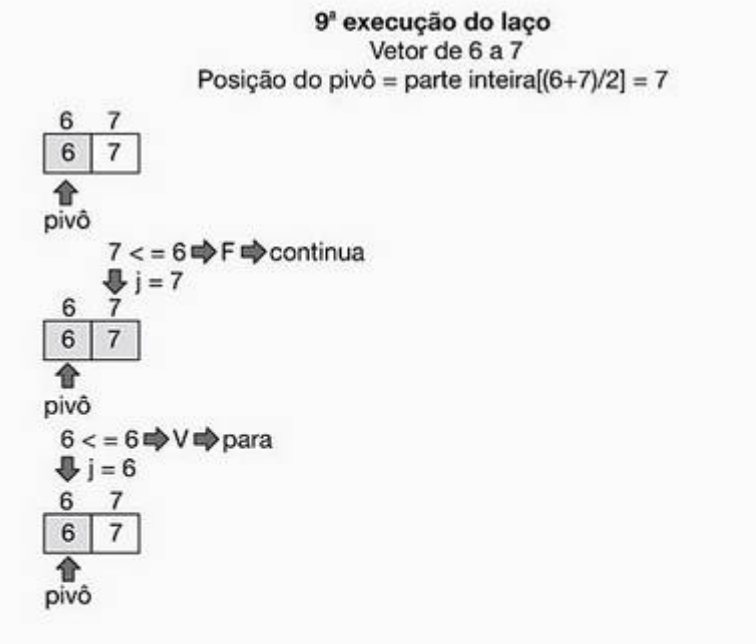 9ª execução do laço
Vetor de 6 a 7
Posição do pivô = parte inteira[(6+7)/2] = 7
6 7
6 7
pivô
7 < = 6 F continua
j = 7
6 7
6 7
pivô
6 < = 6 V para
j = 6
6 7
6 7
pivô